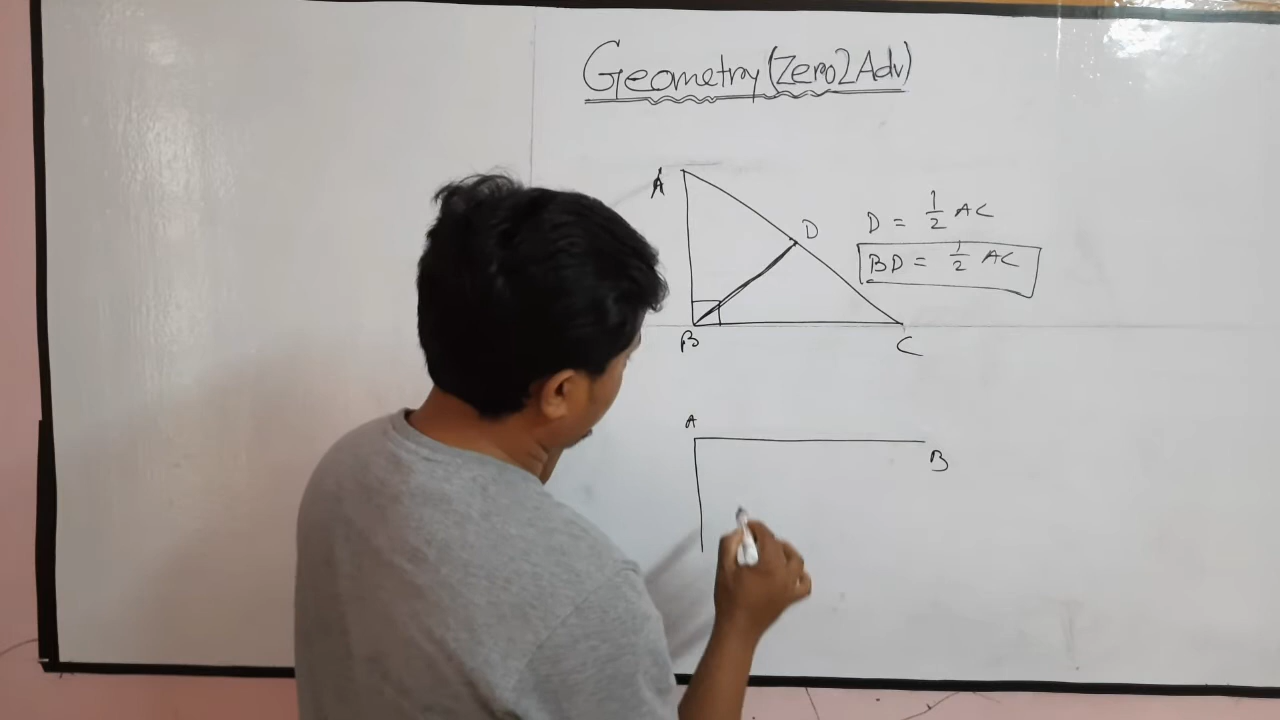 Geometry(Zero2Adv)
A
D
D = 1/2 AC
BD = 1/2 AC
B
C
A
B